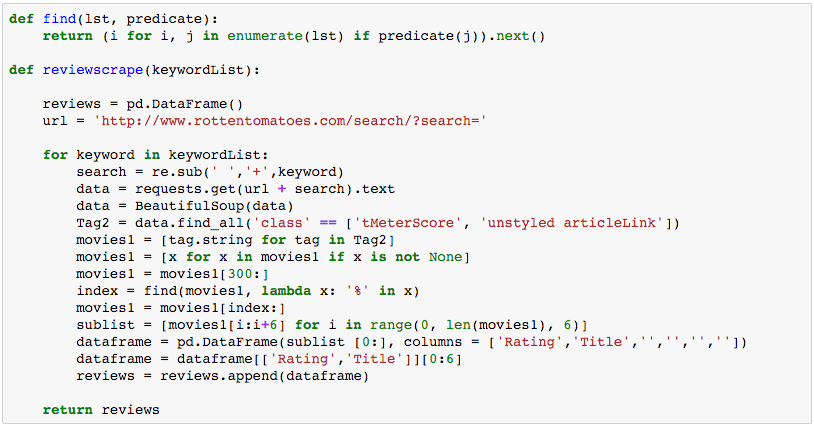 def find(lst, predicate):
    return (i for i, j in enumerate(lst) if predicate(j)).next()
def reviewscrape(keywordList):
    reviews = pd.DataFrame()
    url = 'http://www.rottentomatoes.com/search/?search='
    for keyword in keywordList:
        search = re.sub(' ','+',keyword)
        data = requests.get(url + search).text
        data = BeautifulSoup(data)
        Tag2 = data.find_all('class' == ['tMeterScore', 'unstyled articleLink'])
        movies1 = [tag.string for tag in Tag2]
        movies1 = [x for x in movies1 if x is not None]
        movies1 = movies1[300:]
        index = find(movies1, lambda x: '%' in x)
        movies1 = movies1[index:]
        sublist = [movies1[i:i+6] for i in range(0, len(movies1), 6)]
        dataframe = pd.DataFrame(sublist [0:], columns = ['Rating','Title','','','',''])
        dataframe = dataframe[['Rating','Title']][0:6]
        reviews = reviews.append(dataframe)
    return reviews